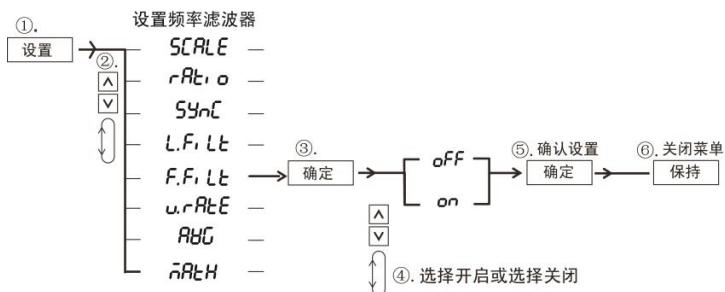 设置频率滤波器
①.
设置
②.
SCALE
rAtio
SYnC
L.FiLt
F.FiLt
u.rAtE
AVG
MAtH
③.
确定
oFF
on
④. 选择开启或选择关闭
⑤. 确认设置
确定
⑥. 关闭菜单
保持